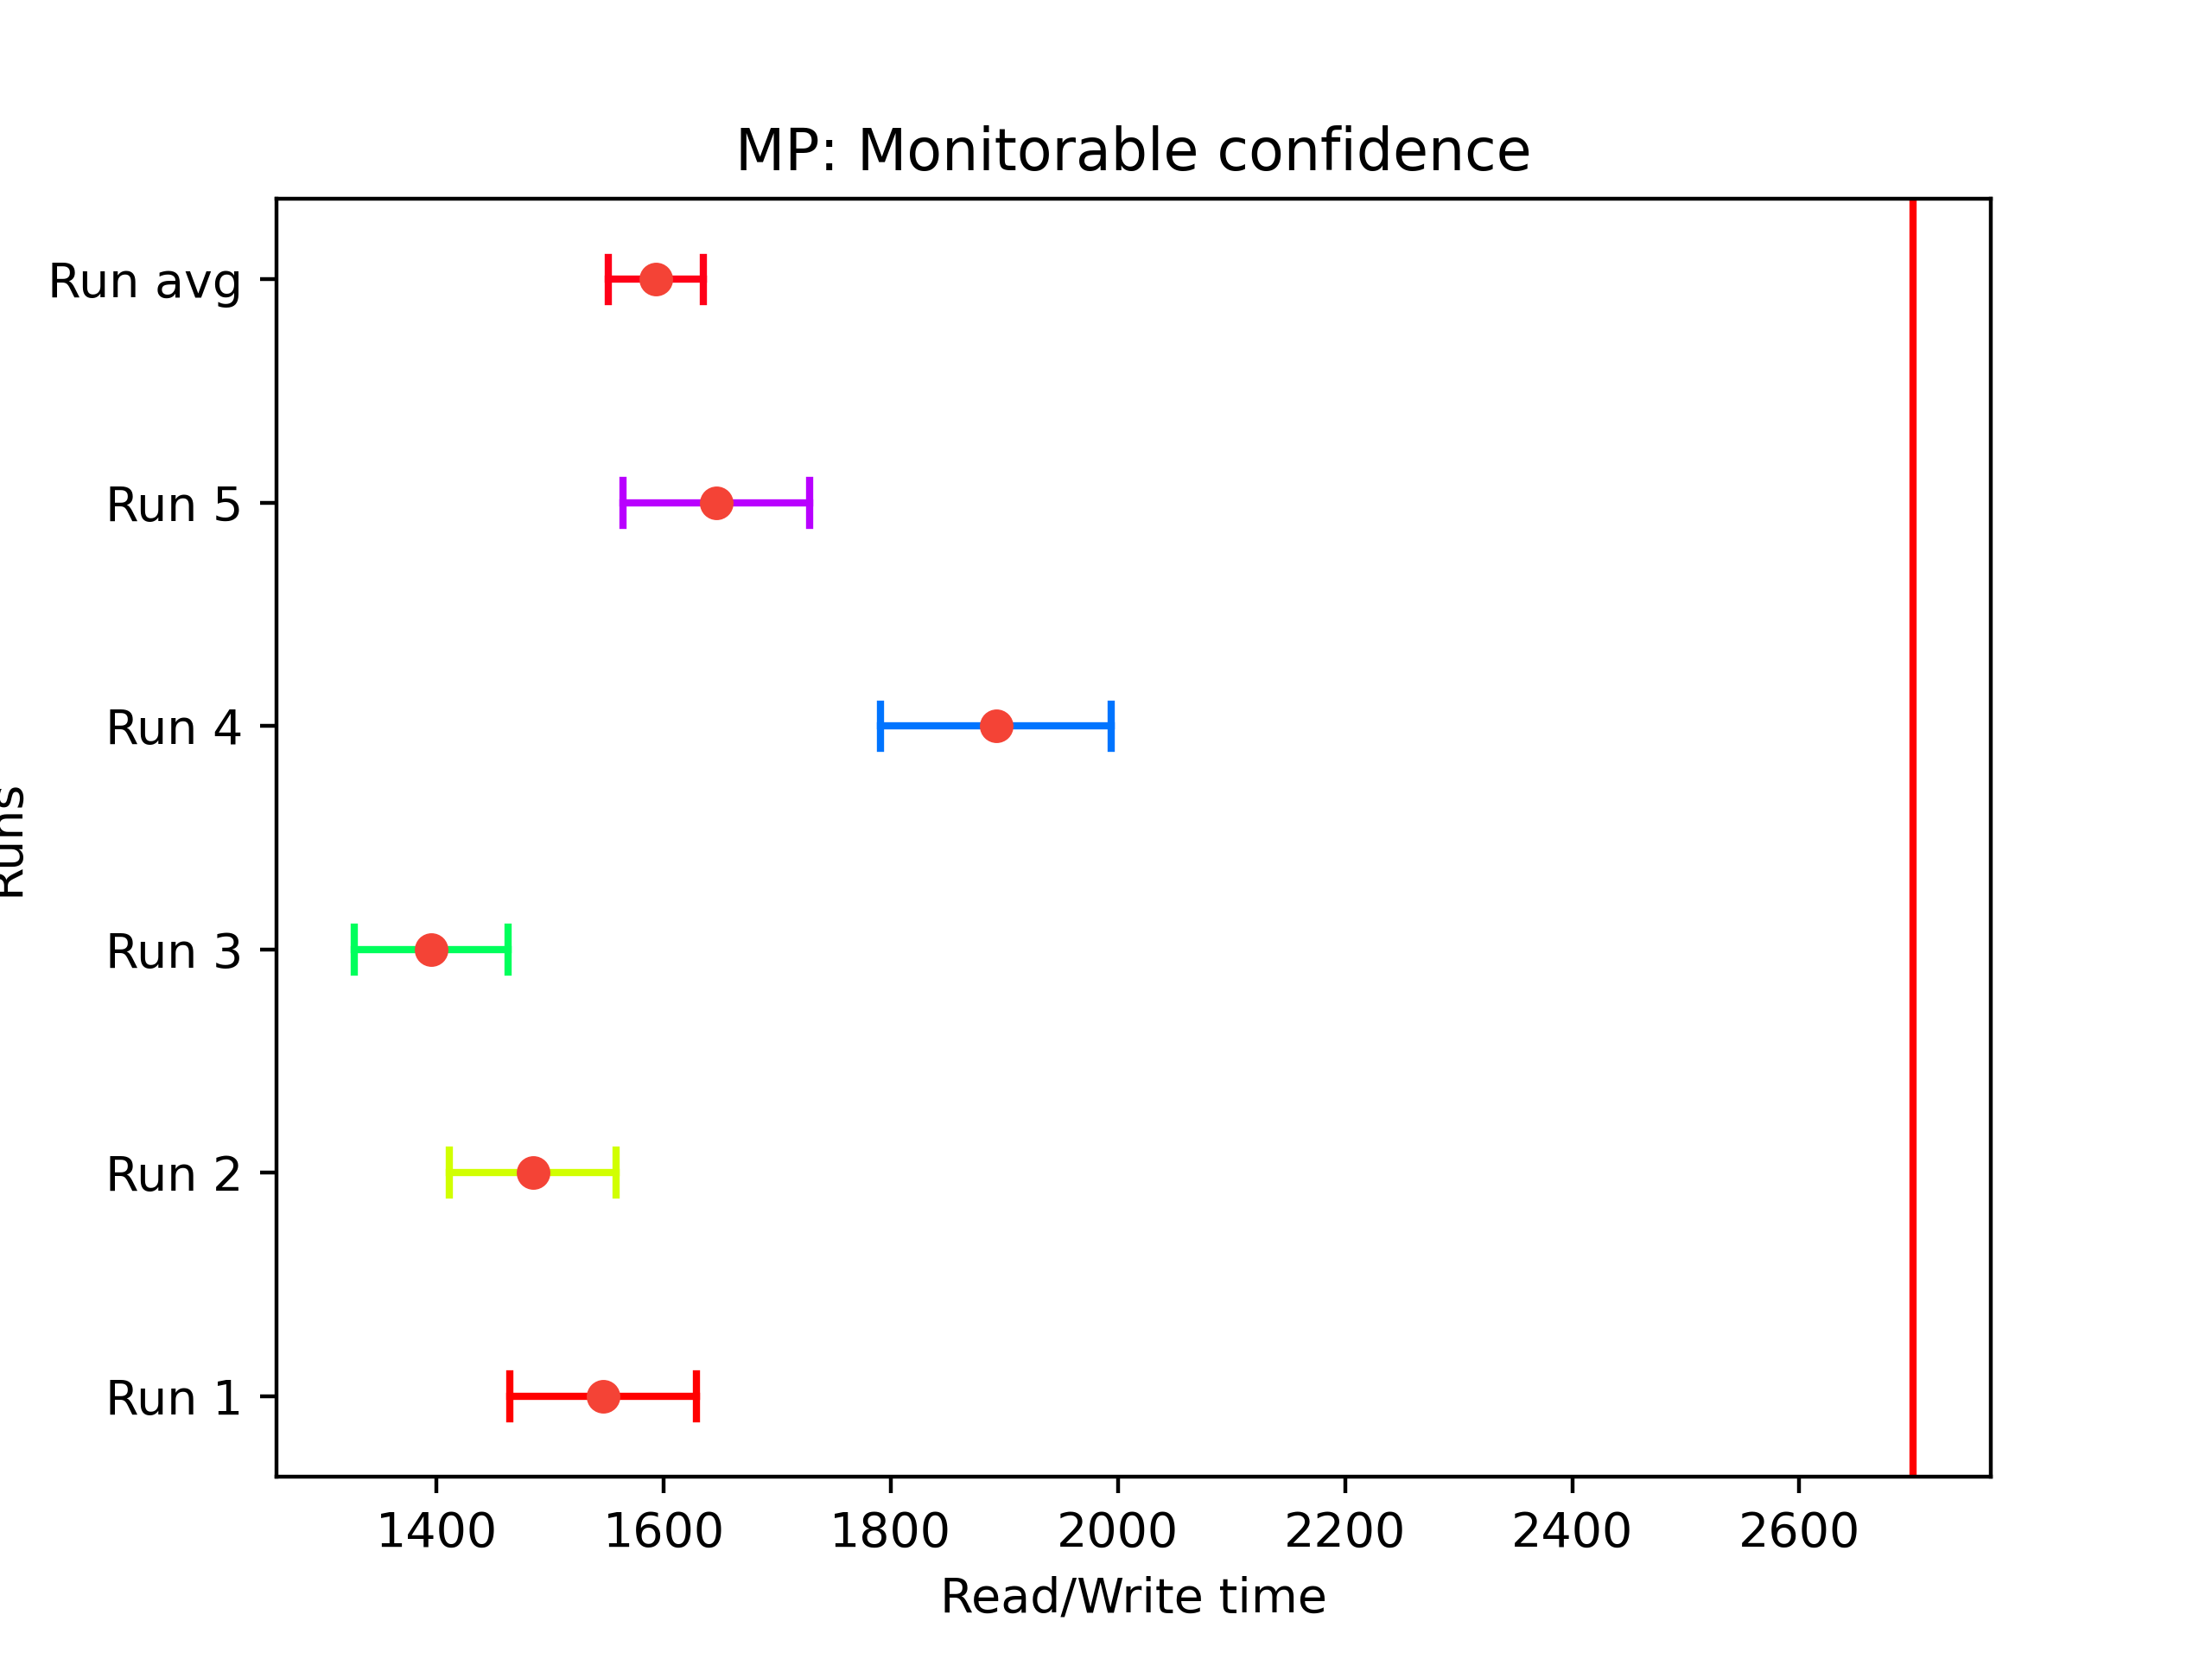 MP: Monitorable confidence
Run avg
Run 5
Run 4
Runs
Run 3
Run 2
Run 1
1400 1600 1800 2000 2200 2400 2600
Read/Write time